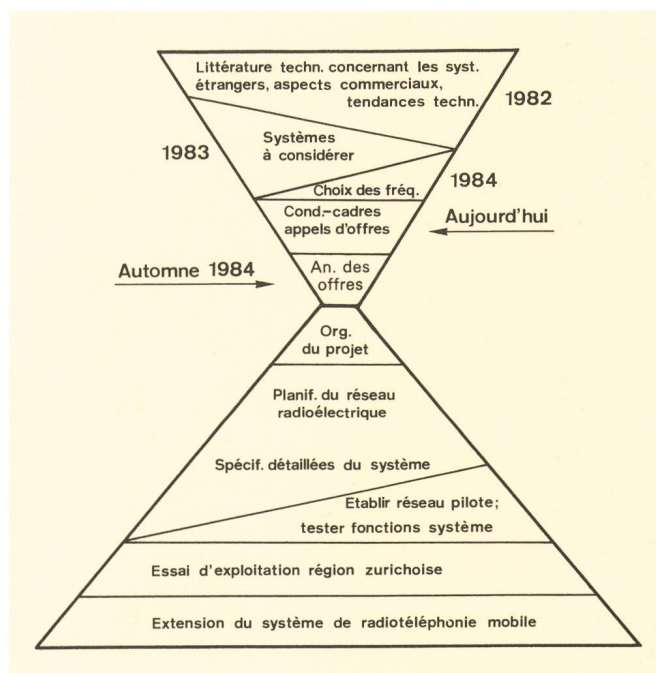 Littérature techn. concernant les syst.
étrangers, aspects commerciaux,
tendances techn.
1982
Systèmes
à considérer
1983
1984
Choix des fréq.
Cond.-cadres
appels d'offres
Aujourd'hui
Automne 1984
An. des
offres
Org.
du projet
Planif. du réseau
radioélectrique
Spécif. détaillées du système
Etablir réseau pilote;
tester fonctions système
Essai d'exploitation région zurichoise
Extension du système de radiotéléphonie mobile